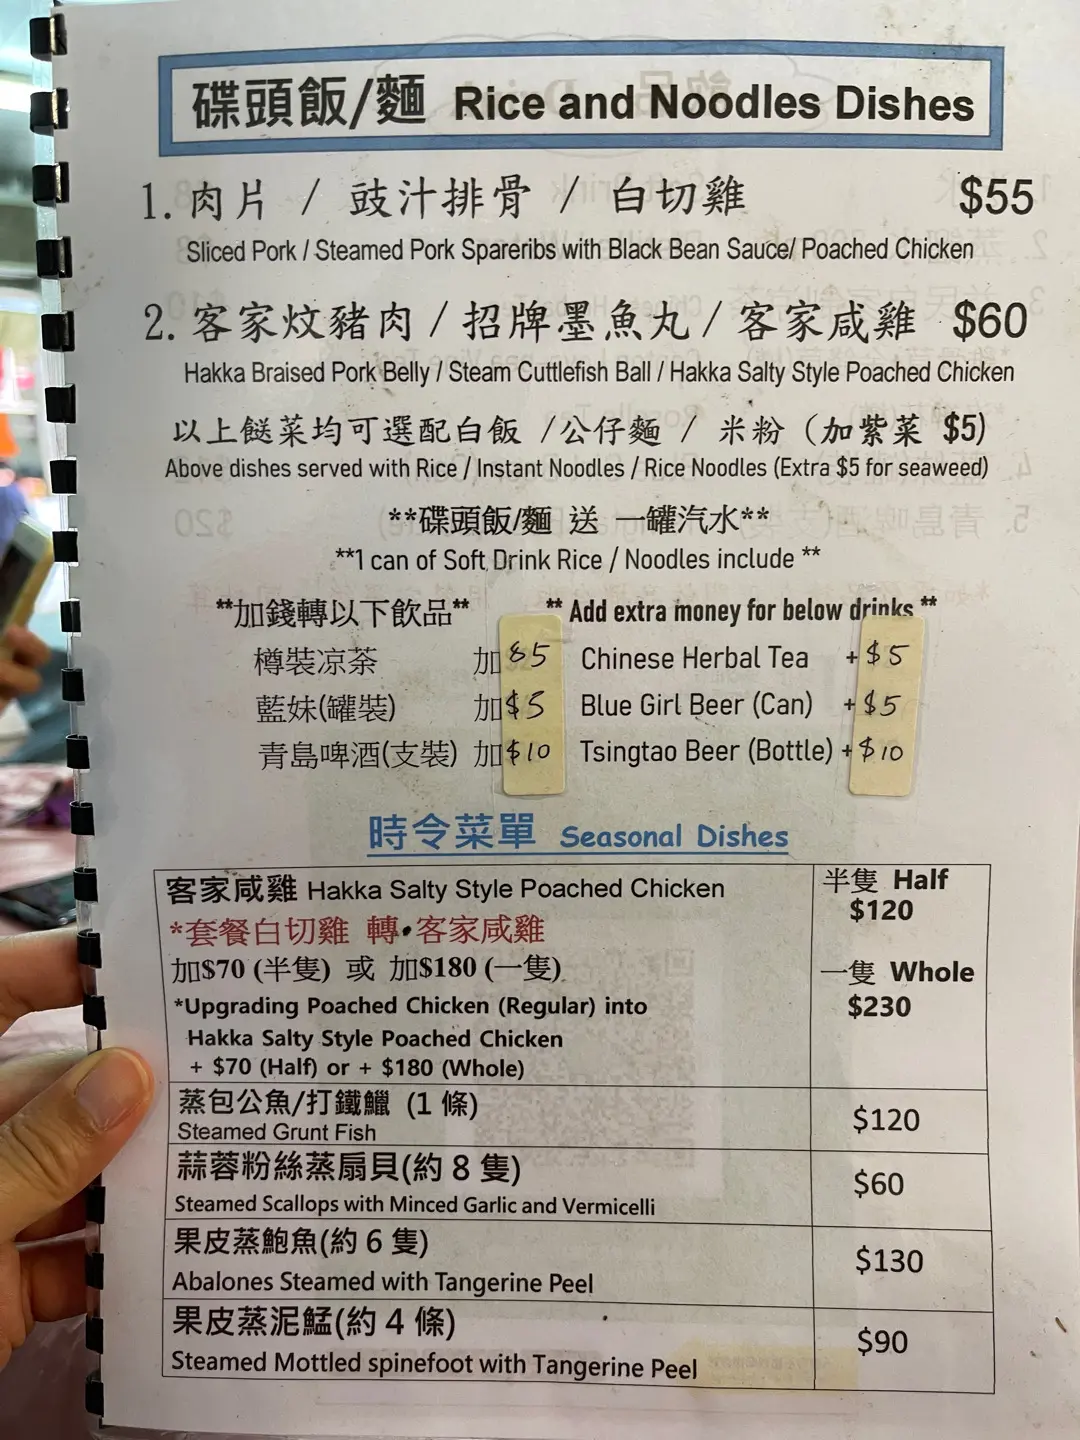 碟頭飯/麵 Rice and Noodles Dishes
1. 肉片 / 豉汁排骨 / 白切雞 $55
Sliced Pork / Steamed Pork Spareribs with Black Bean Sauce/ Poached Chicken
2. 客家炆豬肉 / 招牌墨魚丸 / 客家咸雞 $60
Hakka Braised Pork Belly / Steam Cuttlefish Ball / Hakka Salty Style Poached Chicken
以上餸菜均可選配白飯 /公仔麵 / 米粉 (加紫菜 $5)
Above dishes served with Rice / Instant Noodles / Rice Noodles (Extra $5 for seaweed)
**碟頭飯/麵 送 一罐汽水**
**1 can of Soft Drink Rice / Noodles include **
**加錢轉以下飲品** ** Add extra money for below drinks **
樽裝凉茶 加$5 Chinese Herbal Tea +$5
藍妹(罐裝) 加$5 Blue Girl Beer (Can) +$5
青島啤酒(支裝) 加$10 Tsingtao Beer (Bottle) +$10
時令菜單 Seasonal Dishes
客家咸雞 Hakka Salty Style Poached Chicken 半隻 Half
$120
*套餐白切雞 轉 客家咸雞
加$70 (半隻) 或 加$180 (一隻) 一隻 Whole
*Upgrading Poached Chicken (Regular) into $230
Hakka Salty Style Poached Chicken
+ $70 (Half) or + $180 (Whole)
蒸包公魚/打鐵鱲 (1 條) $120
Steamed Grunt Fish
蒜蓉粉絲蒸扇貝(約 8 隻) $60
Steamed Scallops with Minced Garlic and Vermicelli
果皮蒸鮑魚(約 6 隻) $130
Abalones Steamed with Tangerine Peel
果皮蒸泥鯭(約 4 條) $90
Steamed Mottled spinefoot with Tangerine Peel